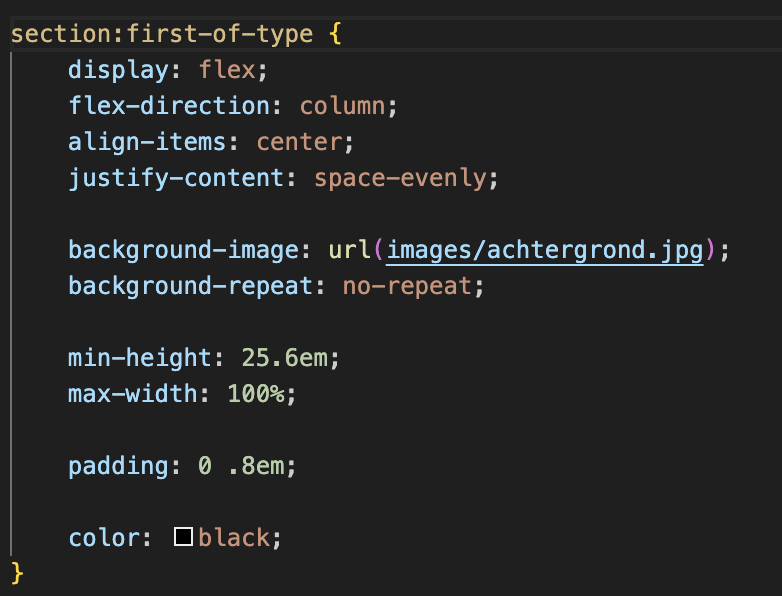 section:first-of-type {
    display: flex;
    flex-direction: column;
    align-items: center;
    justify-content: space-evenly;

    background-image: url(images/achtergrond.jpg);
    background-repeat: no-repeat;

    min-height: 25.6em;
    max-width: 100%;

    padding: 0 .8em;

    color: black;
}